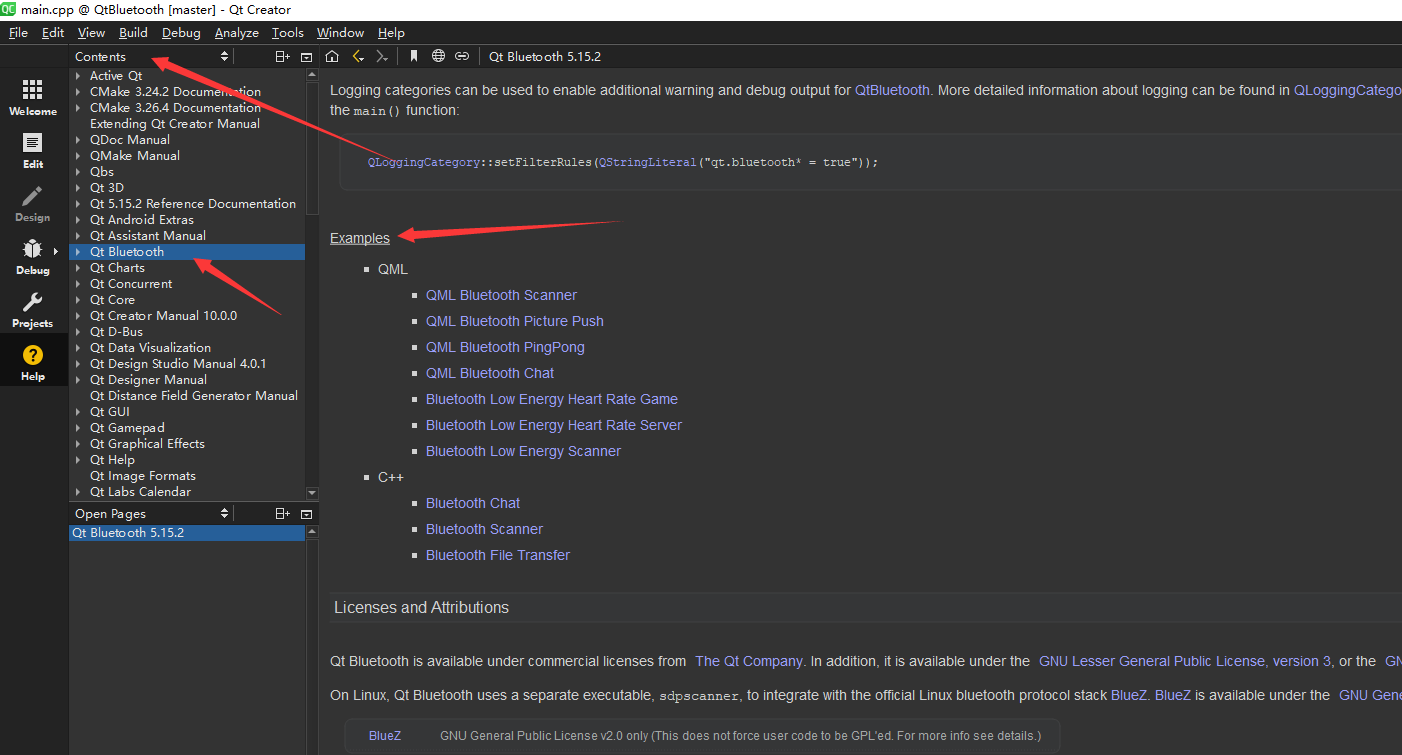 QC main.cpp @ QtBluetooth [master] - Qt Creator
File Edit View Build Debug Analyze Tools Window Help
Contents
Qt Bluetooth 5.15.2
Welcome
Edit
Design
Debug
Projects
? Help
Active Qt
CMake 3.24.2 Documentation
CMake 3.26.4 Documentation
Extending Qt Creator Manual
QDoc Manual
QMake Manual
Qbs
Qt 3D
Qt 5.15.2 Reference Documentation
Qt Android Extras
Qt Assistant Manual
Qt Bluetooth
Qt Charts
Qt Concurrent
Qt Core
Qt Creator Manual 10.0.0
Qt D-Bus
Qt Data Visualization
Qt Design Studio Manual 4.0.1
Qt Designer Manual
Qt Distance Field Generator Manual
Qt GUI
Qt Gamepad
Qt Graphical Effects
Qt Help
Qt Image Formats
Qt Labs Calendar
Open Pages
Qt Bluetooth 5.15.2
Logging categories can be used to enable additional warning and debug output for QtBluetooth. More detailed information about logging can be found in QLoggingCatego
the main() function:
QLoggingCategory::setFilterRules(QStringLiteral("qt.bluetooth* = true"));
Examples
QML
QML Bluetooth Scanner
QML Bluetooth Picture Push
QML Bluetooth PingPong
QML Bluetooth Chat
Bluetooth Low Energy Heart Rate Game
Bluetooth Low Energy Heart Rate Server
Bluetooth Low Energy Scanner
C++
Bluetooth Chat
Bluetooth Scanner
Bluetooth File Transfer
Licenses and Attributions
Qt Bluetooth is available under commercial licenses from The Qt Company. In addition, it is available under the GNU Lesser General Public License, version 3, or the GN
On Linux, Qt Bluetooth uses a separate executable, sdpscanner, to integrate with the official Linux bluetooth protocol stack BlueZ. BlueZ is available under the GNU Gene
BlueZ GNU General Public License v2.0 only (This does not force user code to be GPL'ed. For more info see details.)